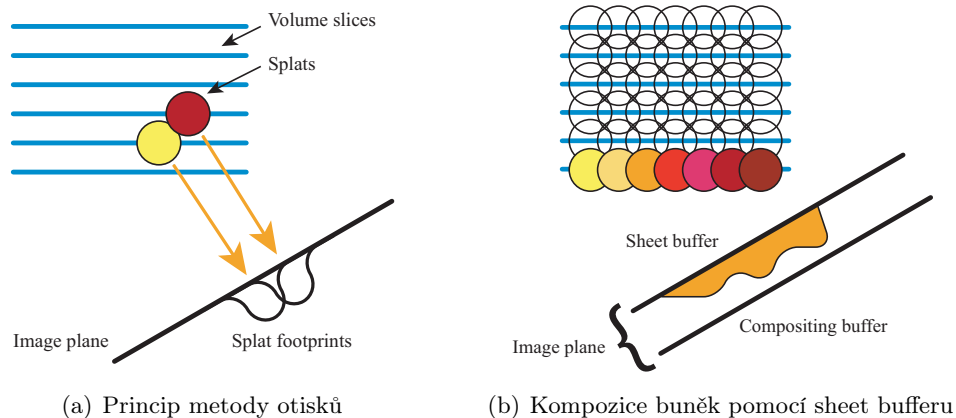 Volume slices
Splats
Image plane
Splat footprints
(a) Princip metody otisků
Sheet buffer
Compositing buffer
Image plane
(b) Kompozice buněk pomocí sheet bufferu